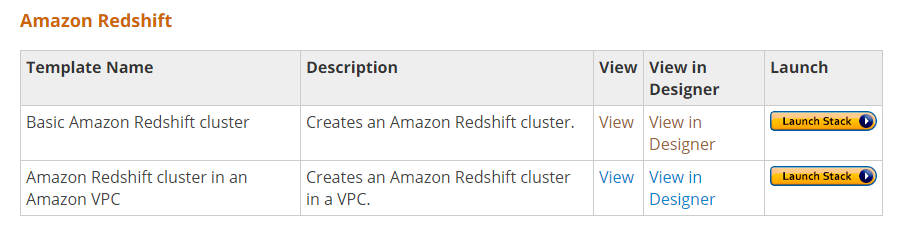 Amazon Redshift
Template Name Description View View in Launch
Designer
Basic Amazon Redshift cluster Creates an Amazon Redshift cluster. View View in Launch Stack
Designer
Amazon Redshift cluster in an Creates an Amazon Redshift cluster View View in Launch Stack
Amazon VPC in a VPC. Designer